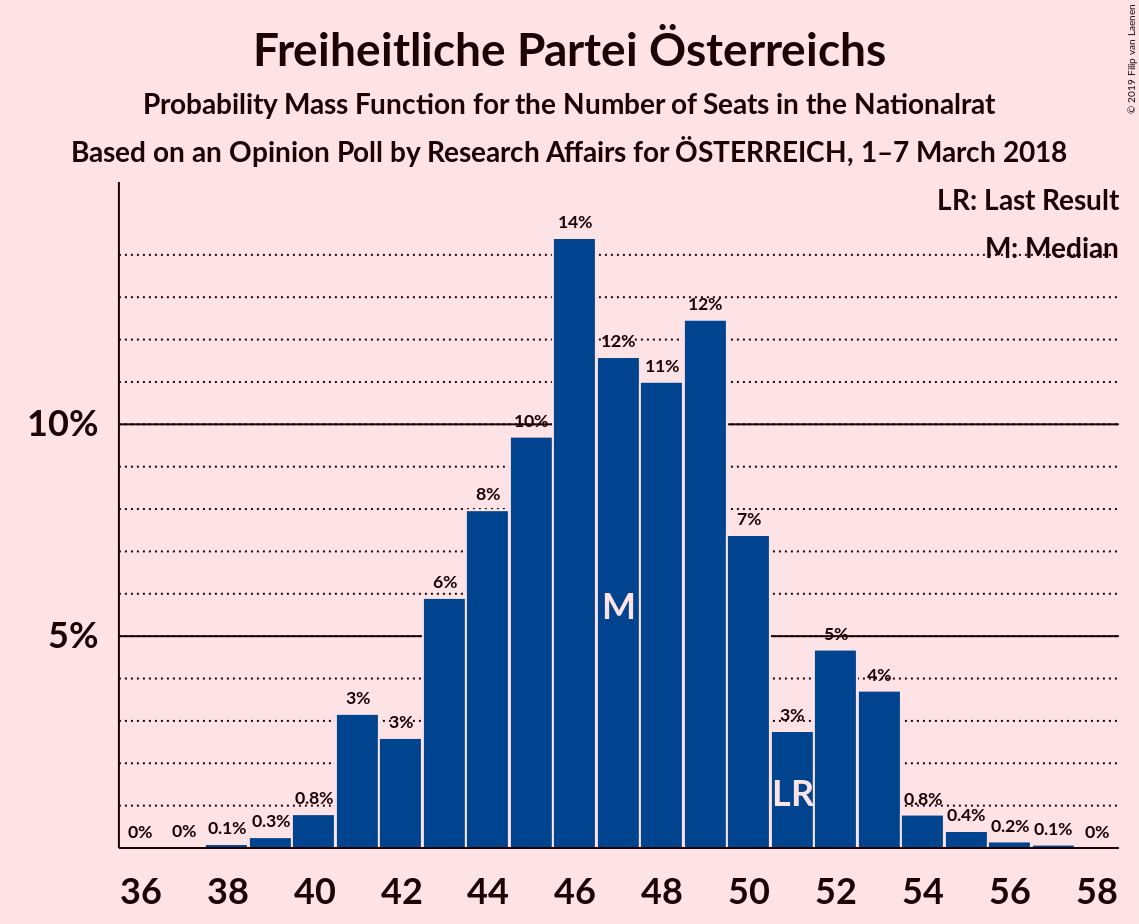 Freiheitliche Partei Österreichs
Probability Mass Function for the Number of Seats in the Nationalrat
Based on an Opinion Poll by Research Affairs for ÖSTERREICH, 1–7 March 2018
© 2019 Filip van Laenen
LR: Last Result
M: Median
14%
12%
12%
11%
10%
10%
8%
7%
6%
M
5%
5%
4%
3%
3%
3%
LR
0.8%
0.8%
0.4%
0.3%
0.2%
0.1%
0.1%
0%
0%
0%
36 38 40 42 44 46 48 50 52 54 56 58